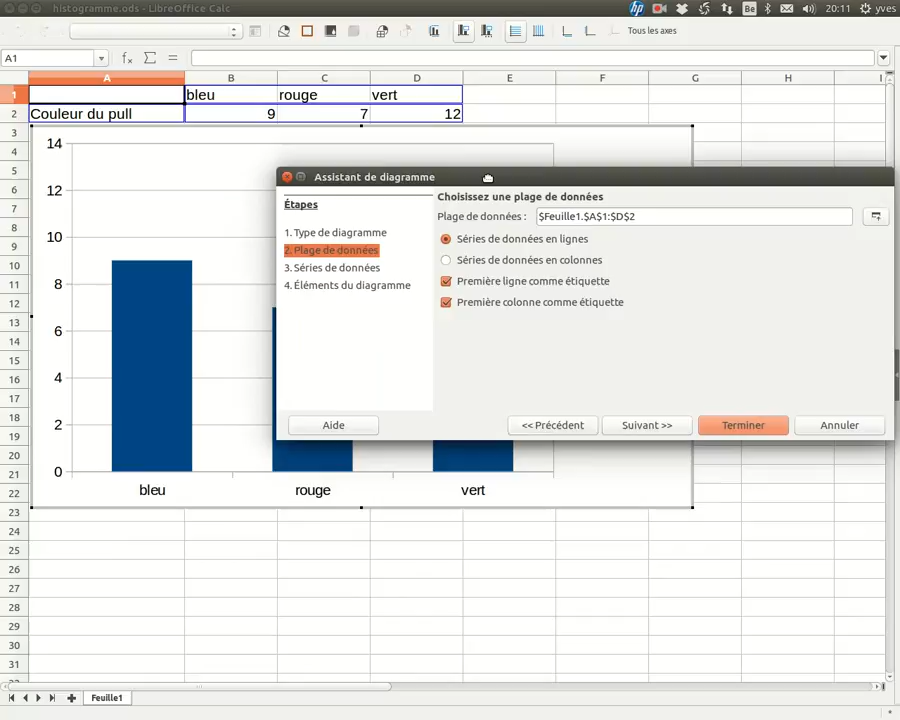 histogramme.ods - LibreOffice Calc
hp
Be
20:11
yves
Tous les axes
A1
A B C D E F G H I
1 bleu rouge vert
2 Couleur du pull 9 7 12
3
4
5
6
7
8
9
10
11
12
13
14
15
16
17
18
19
20
21
22
23
24
25
26
27
28
29
30
31
14
12
10
8
6
4
2
0
bleu rouge vert
Assistant de diagramme
Étapes
1. Type de diagramme
2. Plage de données
3. Séries de données
4. Éléments du diagramme
Choisissez une plage de données
Plage de données : $Feuille1.$A$1:$D$2
Séries de données en lignes
Séries de données en colonnes
Première ligne comme étiquette
Première colonne comme étiquette
Aide << Précédent Suivant >> Terminer Annuler
Feuille1